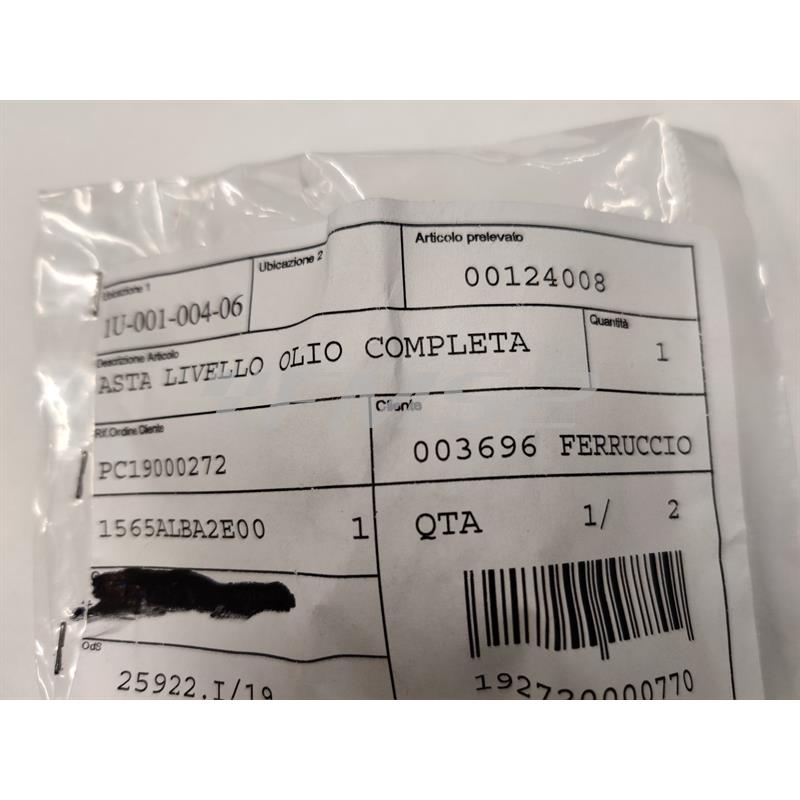 Ubicazione 1
1U-001-004-06
Ubicazione 2
Articolo prelevato
00124008
Descrizione Articolo
ASTA LIVELLO OLIO COMPLETA
Quantità
1
Rif.Ordine Cliente
PC19000272
Cliente
003696 FERRUCCIO
1565ALBA2E00 1
QTA 1/ 2
OdS
25922.I/19